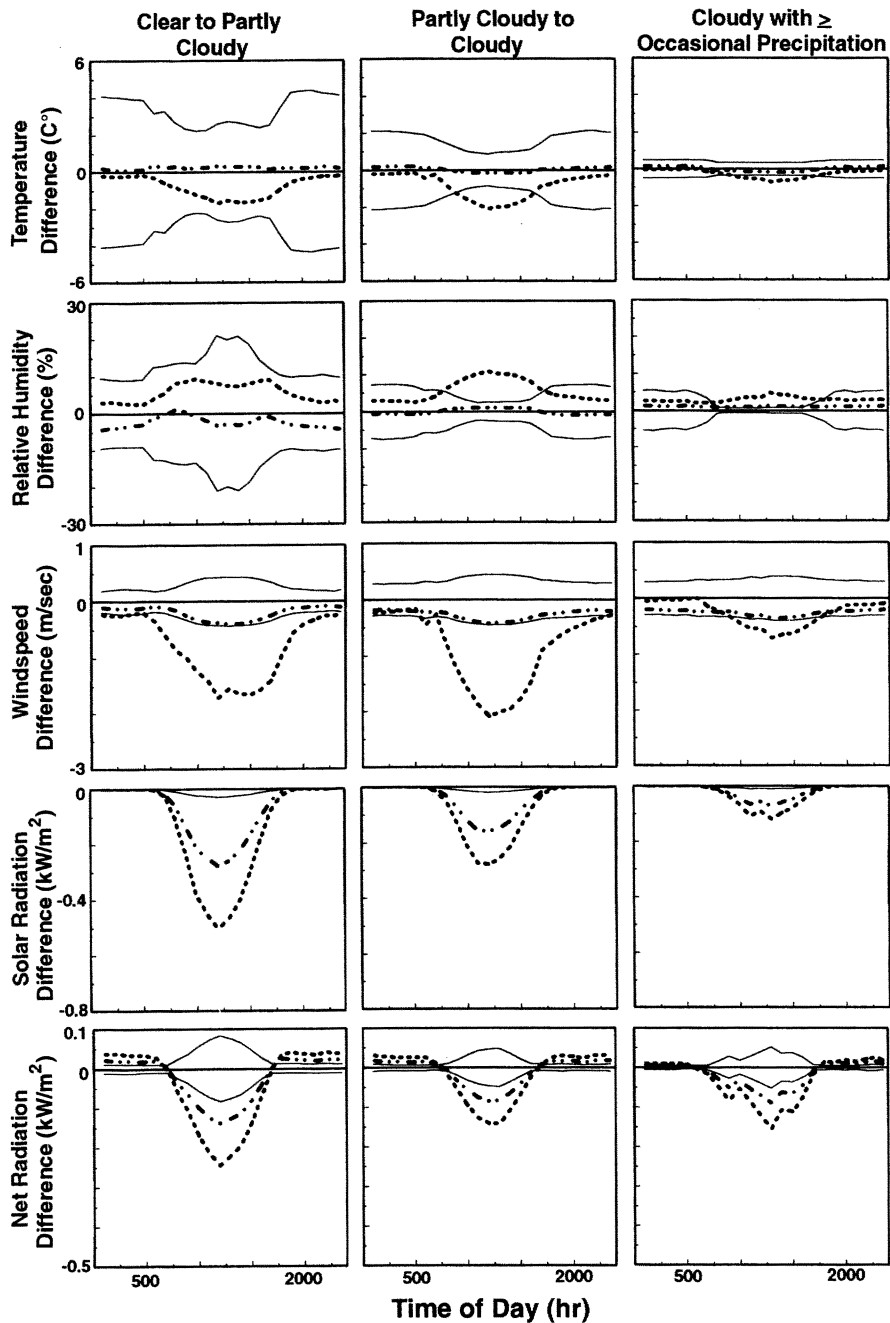 Clear to Partly
Cloudy
Partly Cloudy to
Cloudy
Cloudy with ≥
Occasional Precipitation
Temperature
Difference (C°)
6
0
-6
Relative Humidity
Difference (%)
30
0
-30
Windspeed
Difference (m/sec)
1
0
-3
Solar Radiation
Difference (kW/m²)
0
-0.4
-0.8
Net Radiation
Difference (kW/m²)
0.1
0
-0.5
500
2000
500
2000
500
2000
Time of Day (hr)